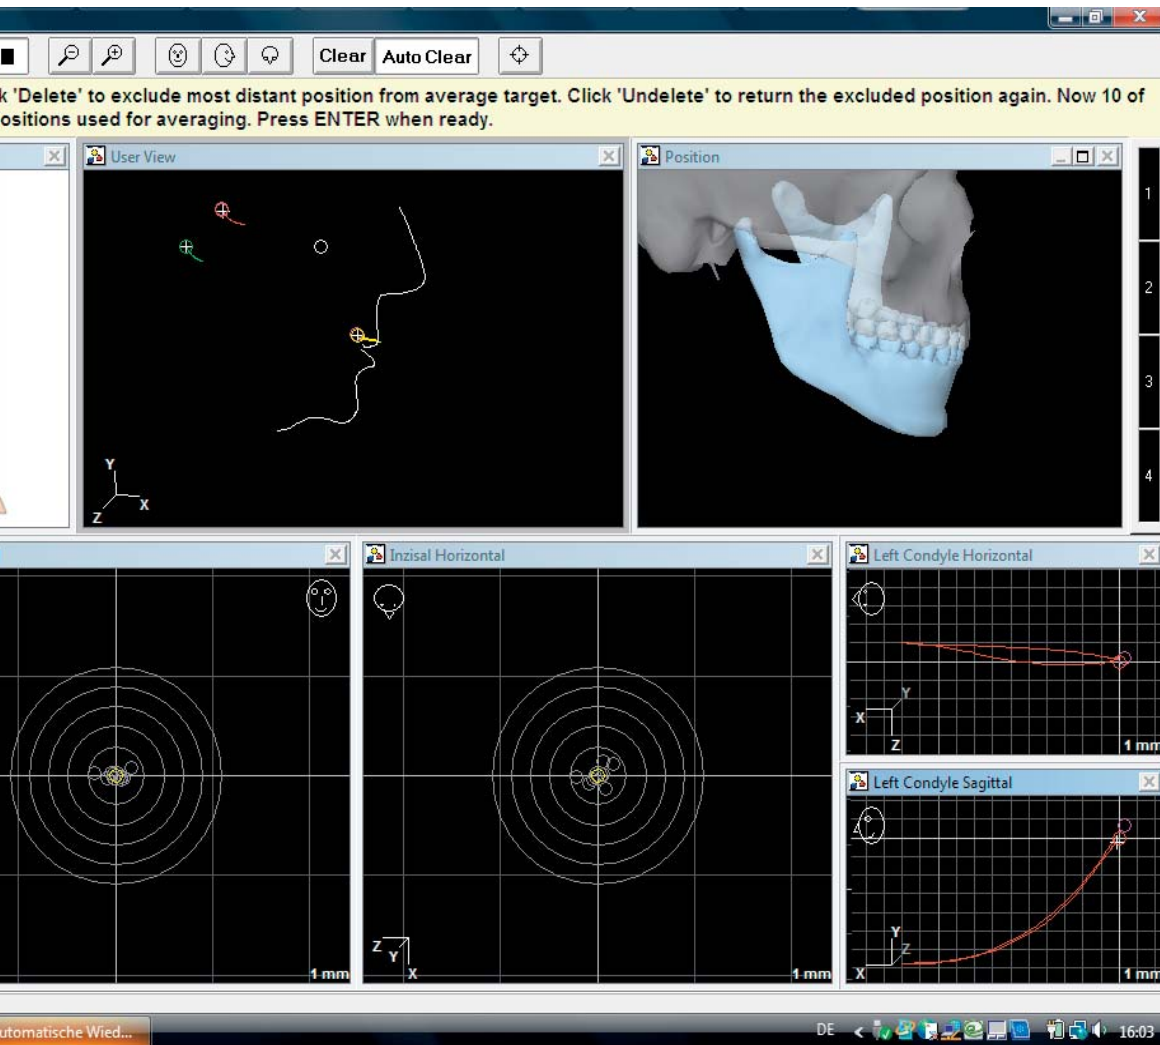 Clear Auto Clear
k 'Delete' to exclude most distant position from average target. Click 'Undelete' to return the excluded position again. Now 10 of
ositions used for averaging. Press ENTER when ready.
User View
Position
Y
X
Z
1
2
3
4
Inzisal Horizontal
Left Condyle Horizontal
Y
X
Z
1 mm
Left Condyle Sagittal
Y
Z
X
1 mm
1 mm
Z
Y
X
1 mm
utomatische Wied...
DE
16:03